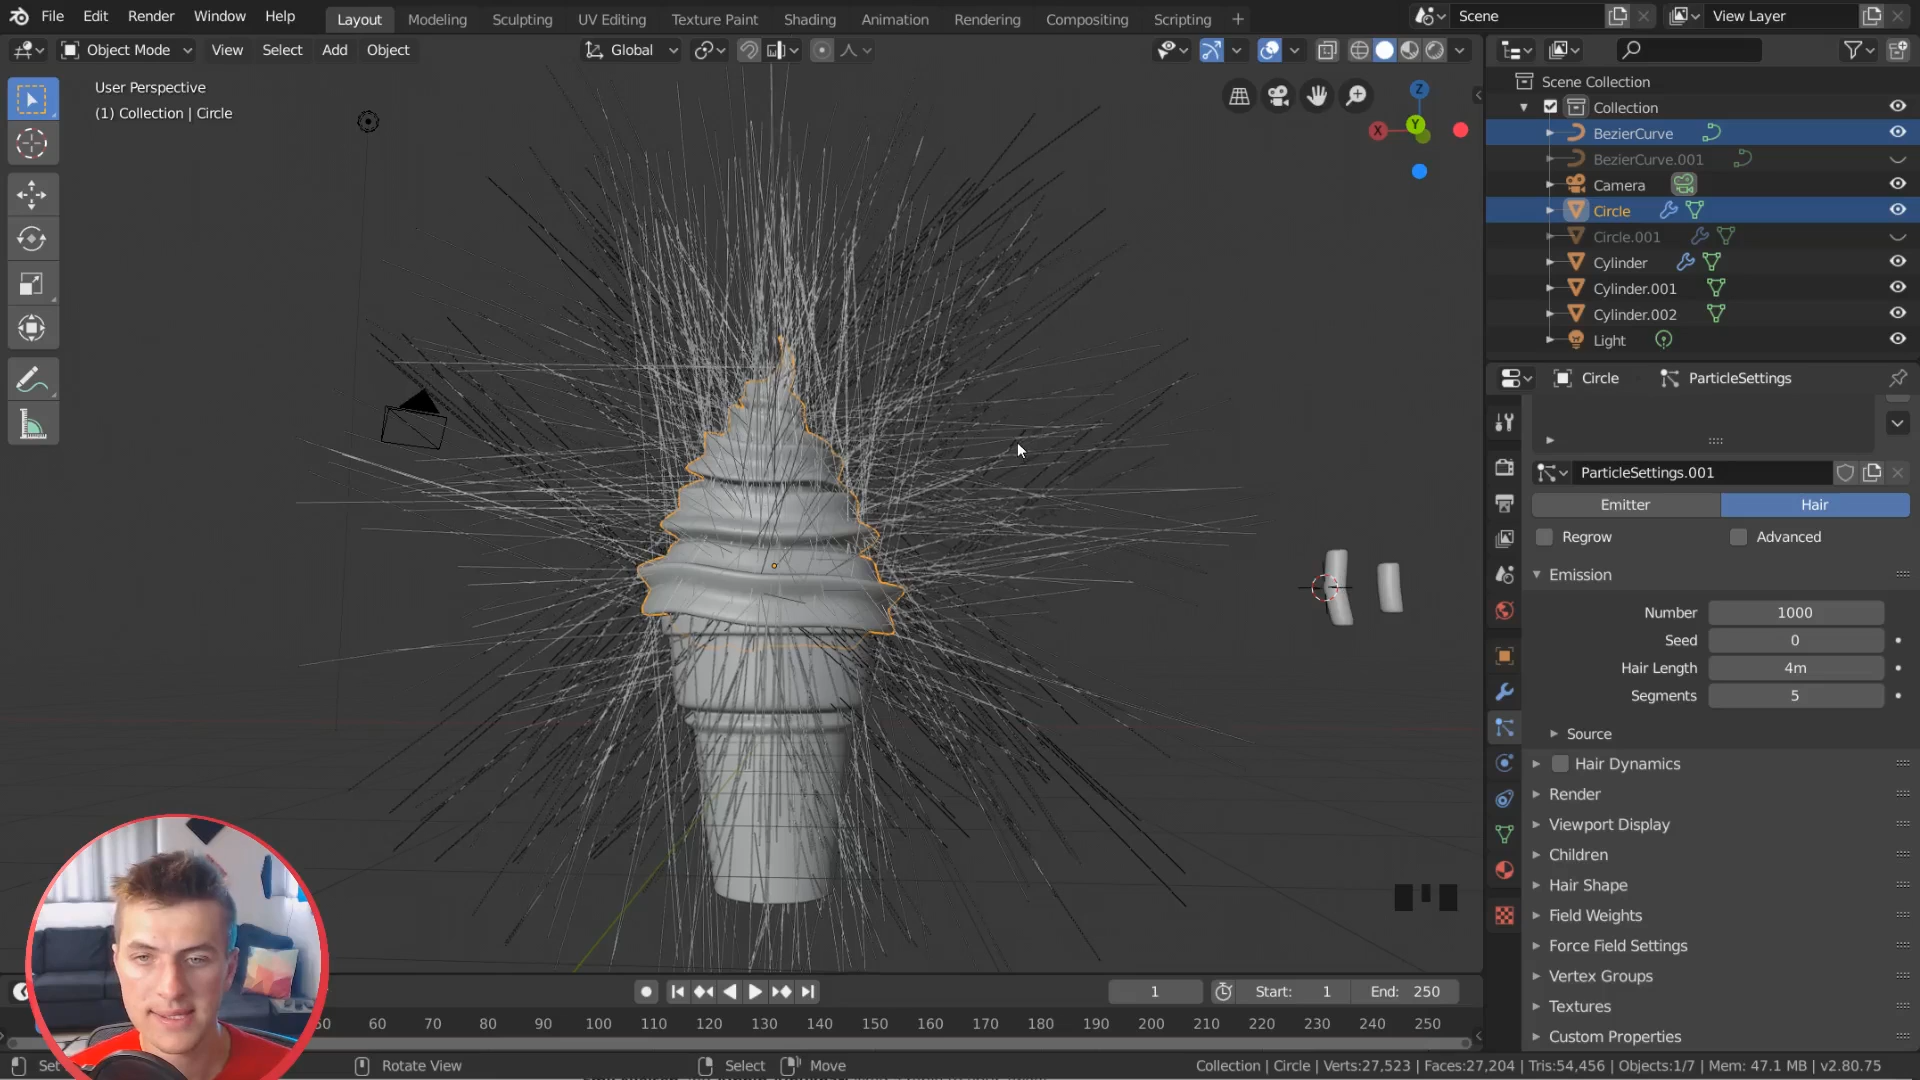 File Edit Render Window Help Layout Modeling Sculpting UV Editing Texture Paint Shading Animation Rendering Compositing Scripting + Scene View Layer
Object Mode View Select Add Object Global
User Perspective
(1) Collection | Circle
Z
X
Y
Scene Collection
Collection
BezierCurve
BezierCurve.001
Camera
Circle
Circle.001
Cylinder
Cylinder.001
Cylinder.002
Light
Circle ParticleSettings
ParticleSettings.001
Emitter Hair
Regrow Advanced
Emission
Number 1000
Seed 0
Hair Length 4m
Segments 5
Source
Hair Dynamics
Render
Viewport Display
Children
Hair Shape
Field Weights
Force Field Settings
Vertex Groups
Textures
Custom Properties
1 Start: 1 End: 250
50 60 70 80 90 100 110 120 130 140 150 160 170 180 190 200 210 220 230 240 250
Set Rotate View Select Move Collection | Circle | Verts:27,523 | Faces:27,204 | Tris:54,456 | Objects:1/7 | Mem: 47.1 MB | v2.80.75